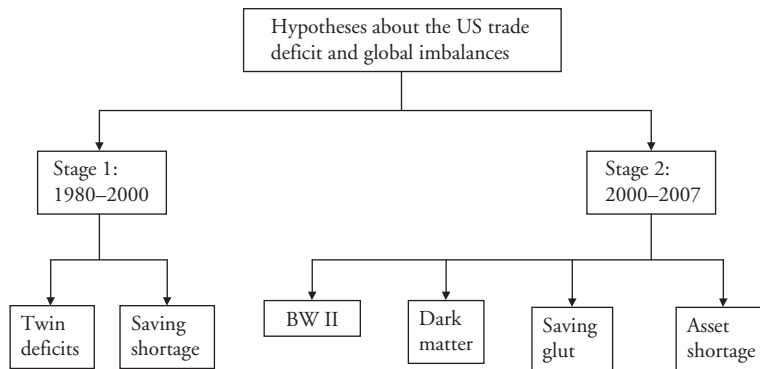 Hypotheses about the US trade
deficit and global imbalances
Stage 1:
1980–2000
Stage 2:
2000–2007
Twin
deficits
Saving
shortage
BW II
Dark
matter
Saving
glut
Asset
shortage